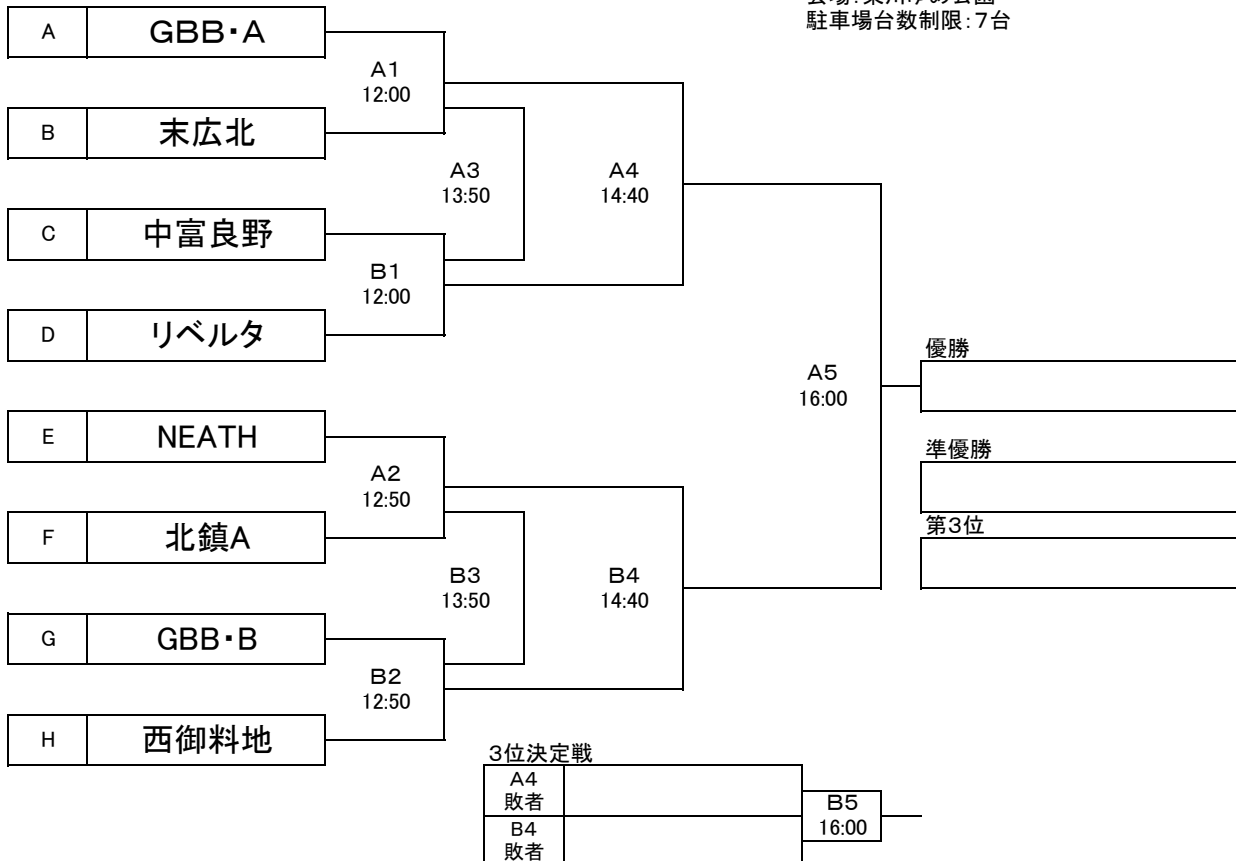 駐車場台数制限:7台
A GBB・A
A1
12:00
B 末広北
A3
13:50
A4
14:40
C 中富良野
B1
12:00
D リベルタ
優勝
A5
16:00
E NEATH
準優勝
A2
12:50
F 北鎮A
第3位
B3
13:50
B4
14:40
G GBB・B
B2
12:50
H 西御料地
3位決定戦
A4
敗者
B5
16:00
B4
敗者